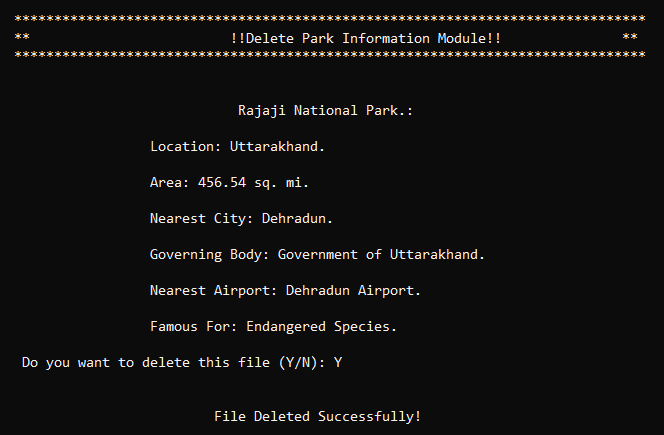 *******************************************************************************
** !!Delete Park Information Module!! **
*******************************************************************************
Rajaji National Park.:
Location: Uttarakhand.
Area: 456.54 sq. mi.
Nearest City: Dehradun.
Governing Body: Government of Uttarakhand.
Nearest Airport: Dehradun Airport.
Famous For: Endangered Species.
Do you want to delete this file (Y/N): Y
File Deleted Successfully!